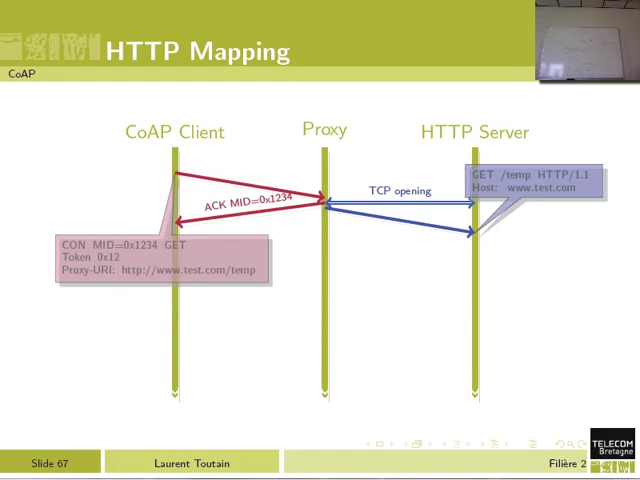 HTTP Mapping
CoAP
CoAP Client
Proxy
HTTP Server
GET /temp HTTP/1.1
Host: www.test.com
TCP opening
ACK MID=0x1234
CON MID=0x1234 GET
Token 0x12
Proxy-URI: http://www.test.com/temp
TELECOM
Bretagne
Slide 67
Laurent Toutain
Filière 2